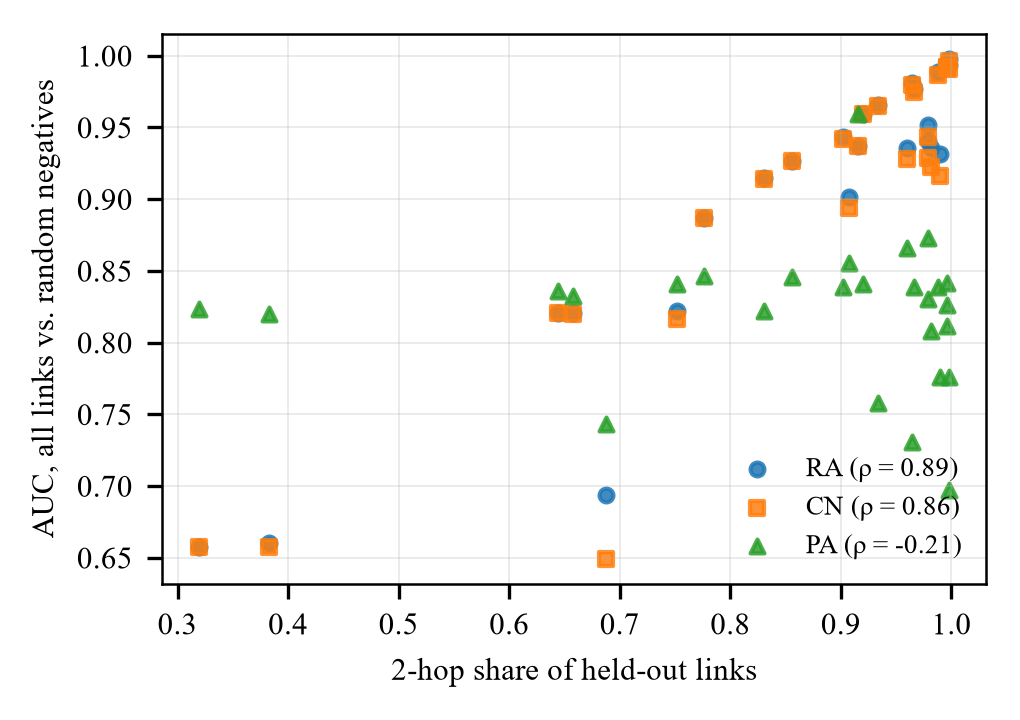 1.00
0.95
0.90
0.85
0.80
0.75
0.70
0.65
AUC, all links vs. random negatives
RA (ρ = 0.89)
CN (ρ = 0.86)
PA (ρ = -0.21)
0.3 0.4 0.5 0.6 0.7 0.8 0.9 1.0
2-hop share of held-out links